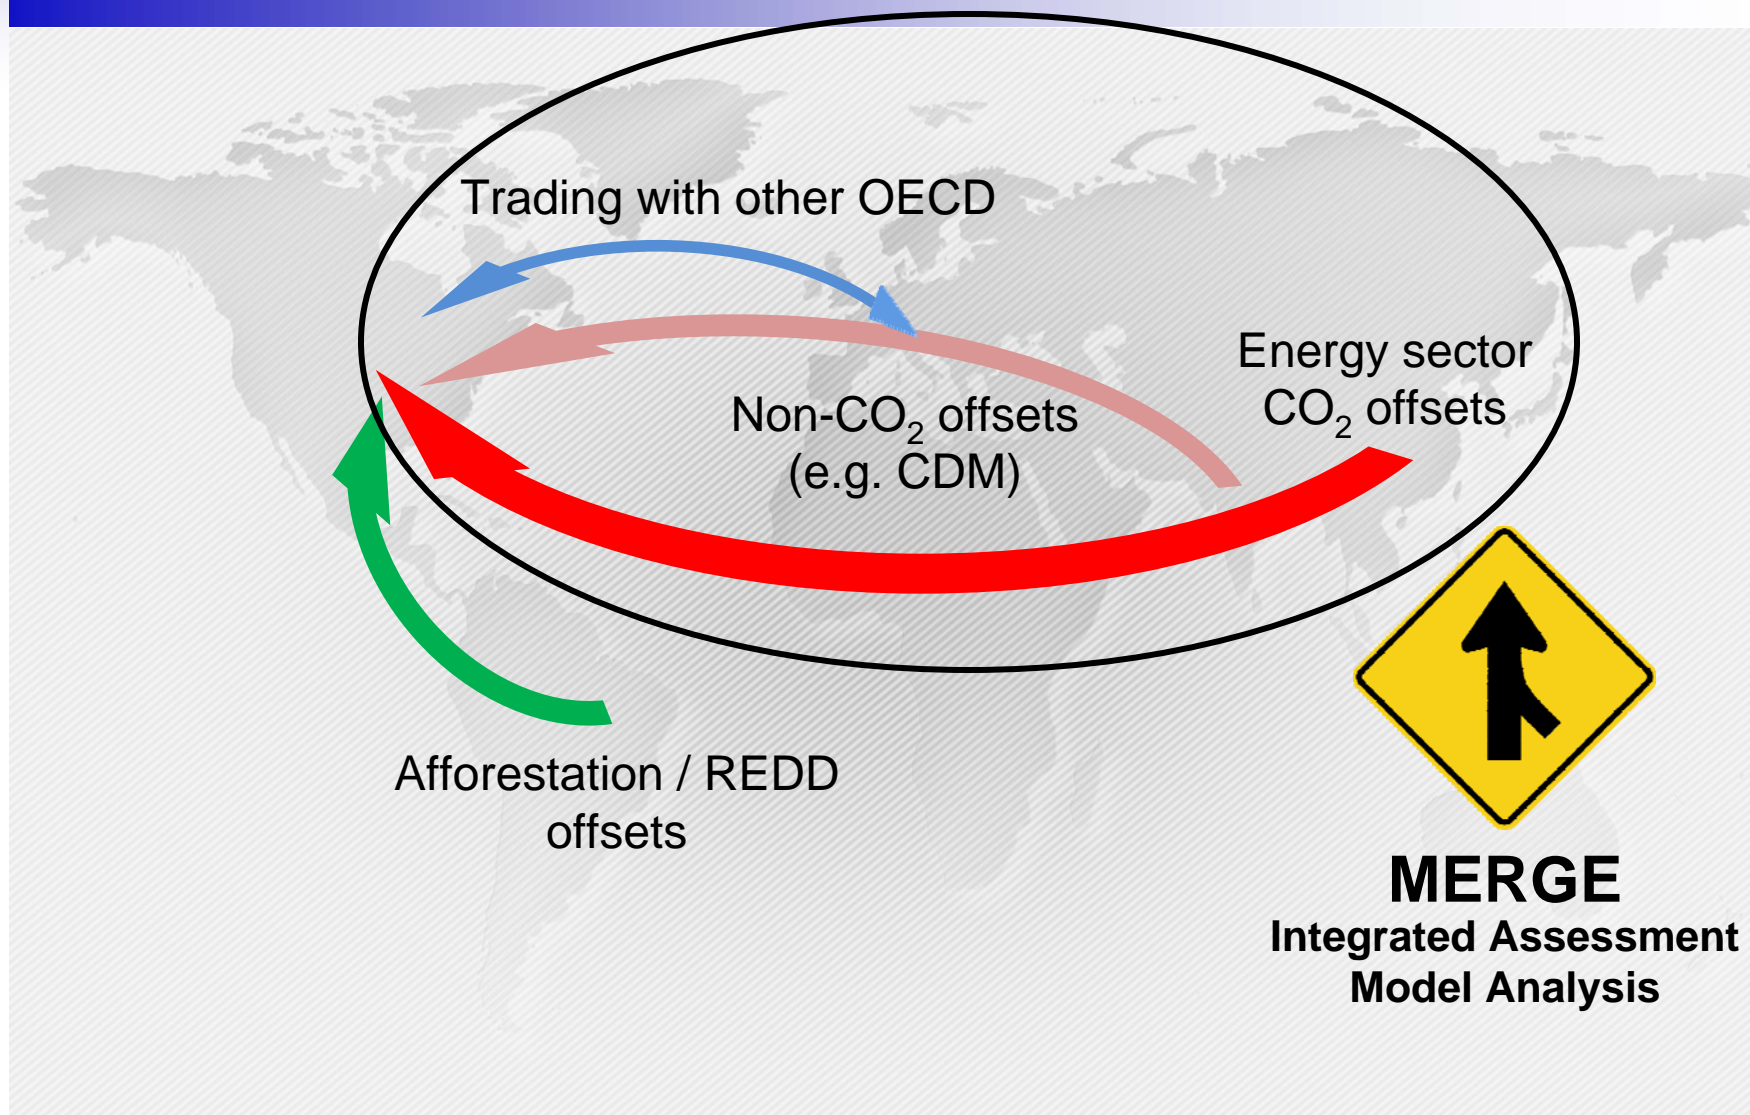 Trading with other OECD
Energy sector
CO₂ offsets
Non-CO₂ offsets
(e.g. CDM)
Afforestation / REDD
offsets
MERGE
Integrated Assessment
Model Analysis